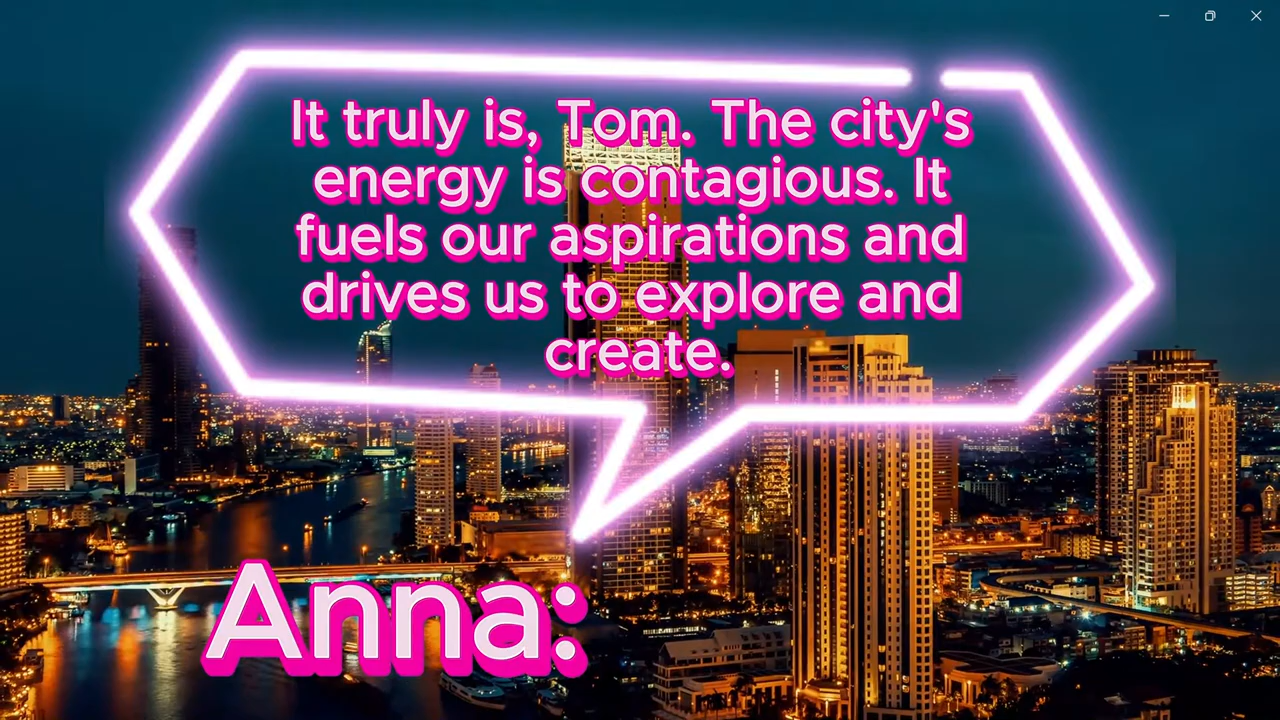 It truly is, Tom. The city's
energy is contagious. It
fuels our aspirations and
drives us to explore and
create.
Anna: